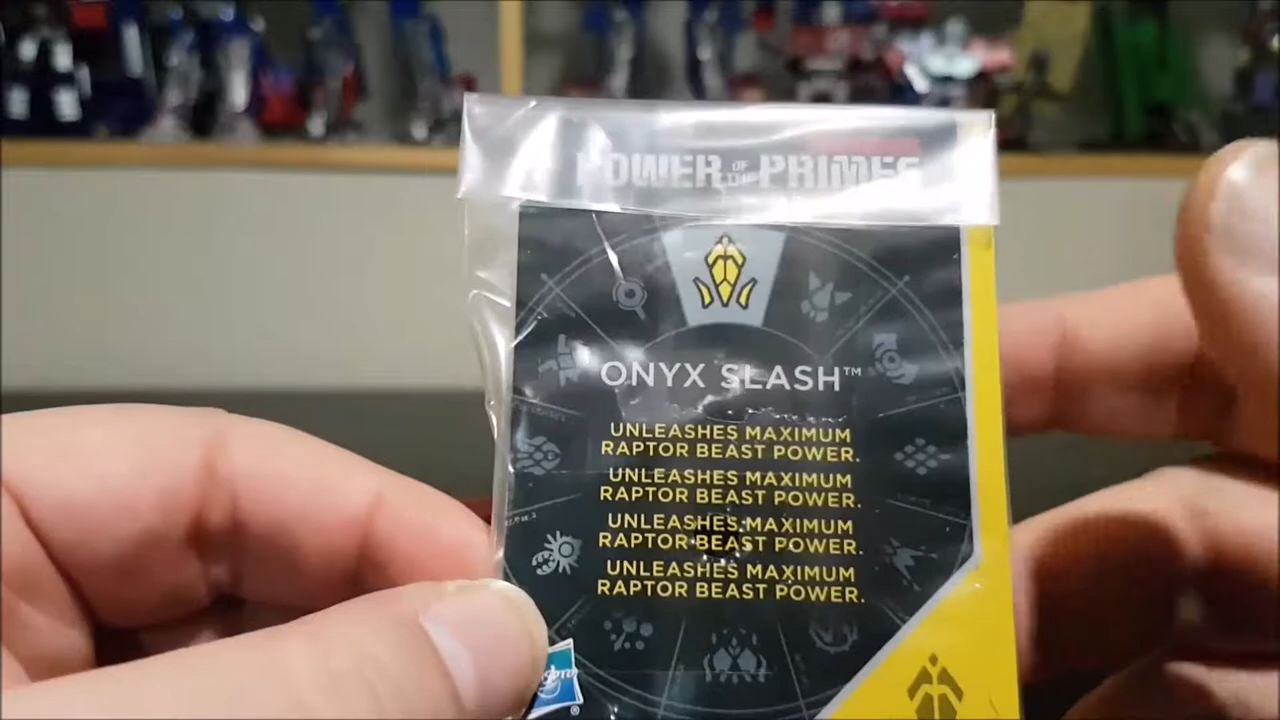 POWER OF THE PRIMES
ONYX SLASH™
UNLEASHES MAXIMUM
RAPTOR BEAST POWER.
UNLEASHES MAXIMUM
RAPTOR BEAST POWER.
UNLEASHES MAXIMUM
RAPTOR BEAST POWER.
UNLEASHES MAXIMUM
RAPTOR BEAST POWER.